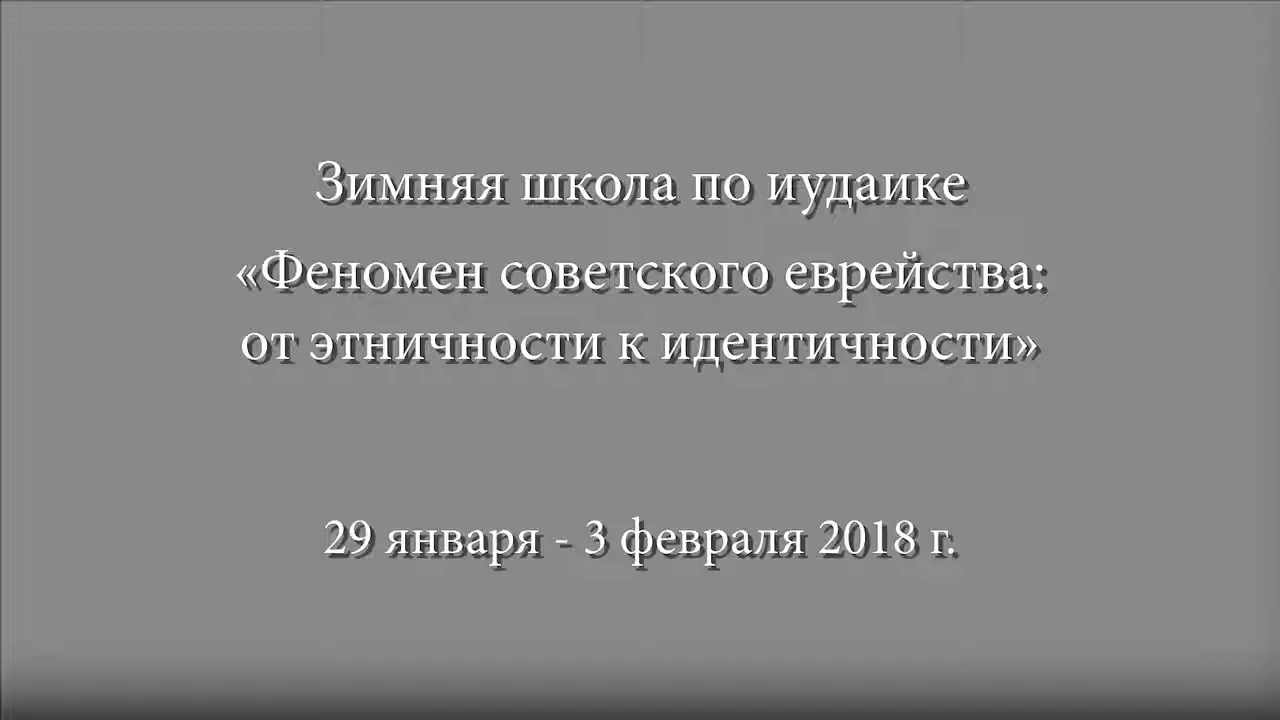 Зимняя школа по иудаике
«Феномен советского еврейства:
от этничности к идентичности»
29 января - 3 февраля 2018 г.